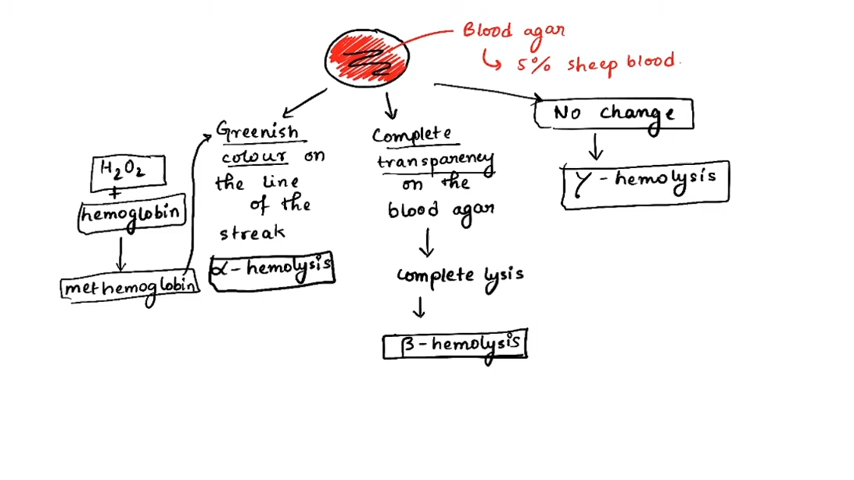 Blood agar
↳ 5% sheep blood.
No change
γ-hemolysis
Greenish
colour on
the line
of the
streak
α-hemolysis
Complete
transparency
on the
blood agar
complete lysis
β-hemolysis
H₂O₂
+
hemoglobin
methemoglobin